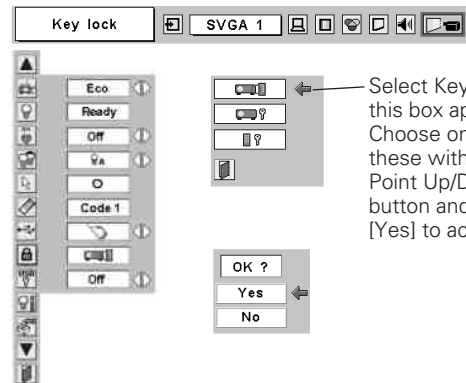 Key lock
SVGA 1
Eco
Ready
Off
A
Code 1
USB
Off
Select Key
this box ap
Choose or
these with
Point Up/D
button and
[Yes] to ac
OK ?
Yes
No